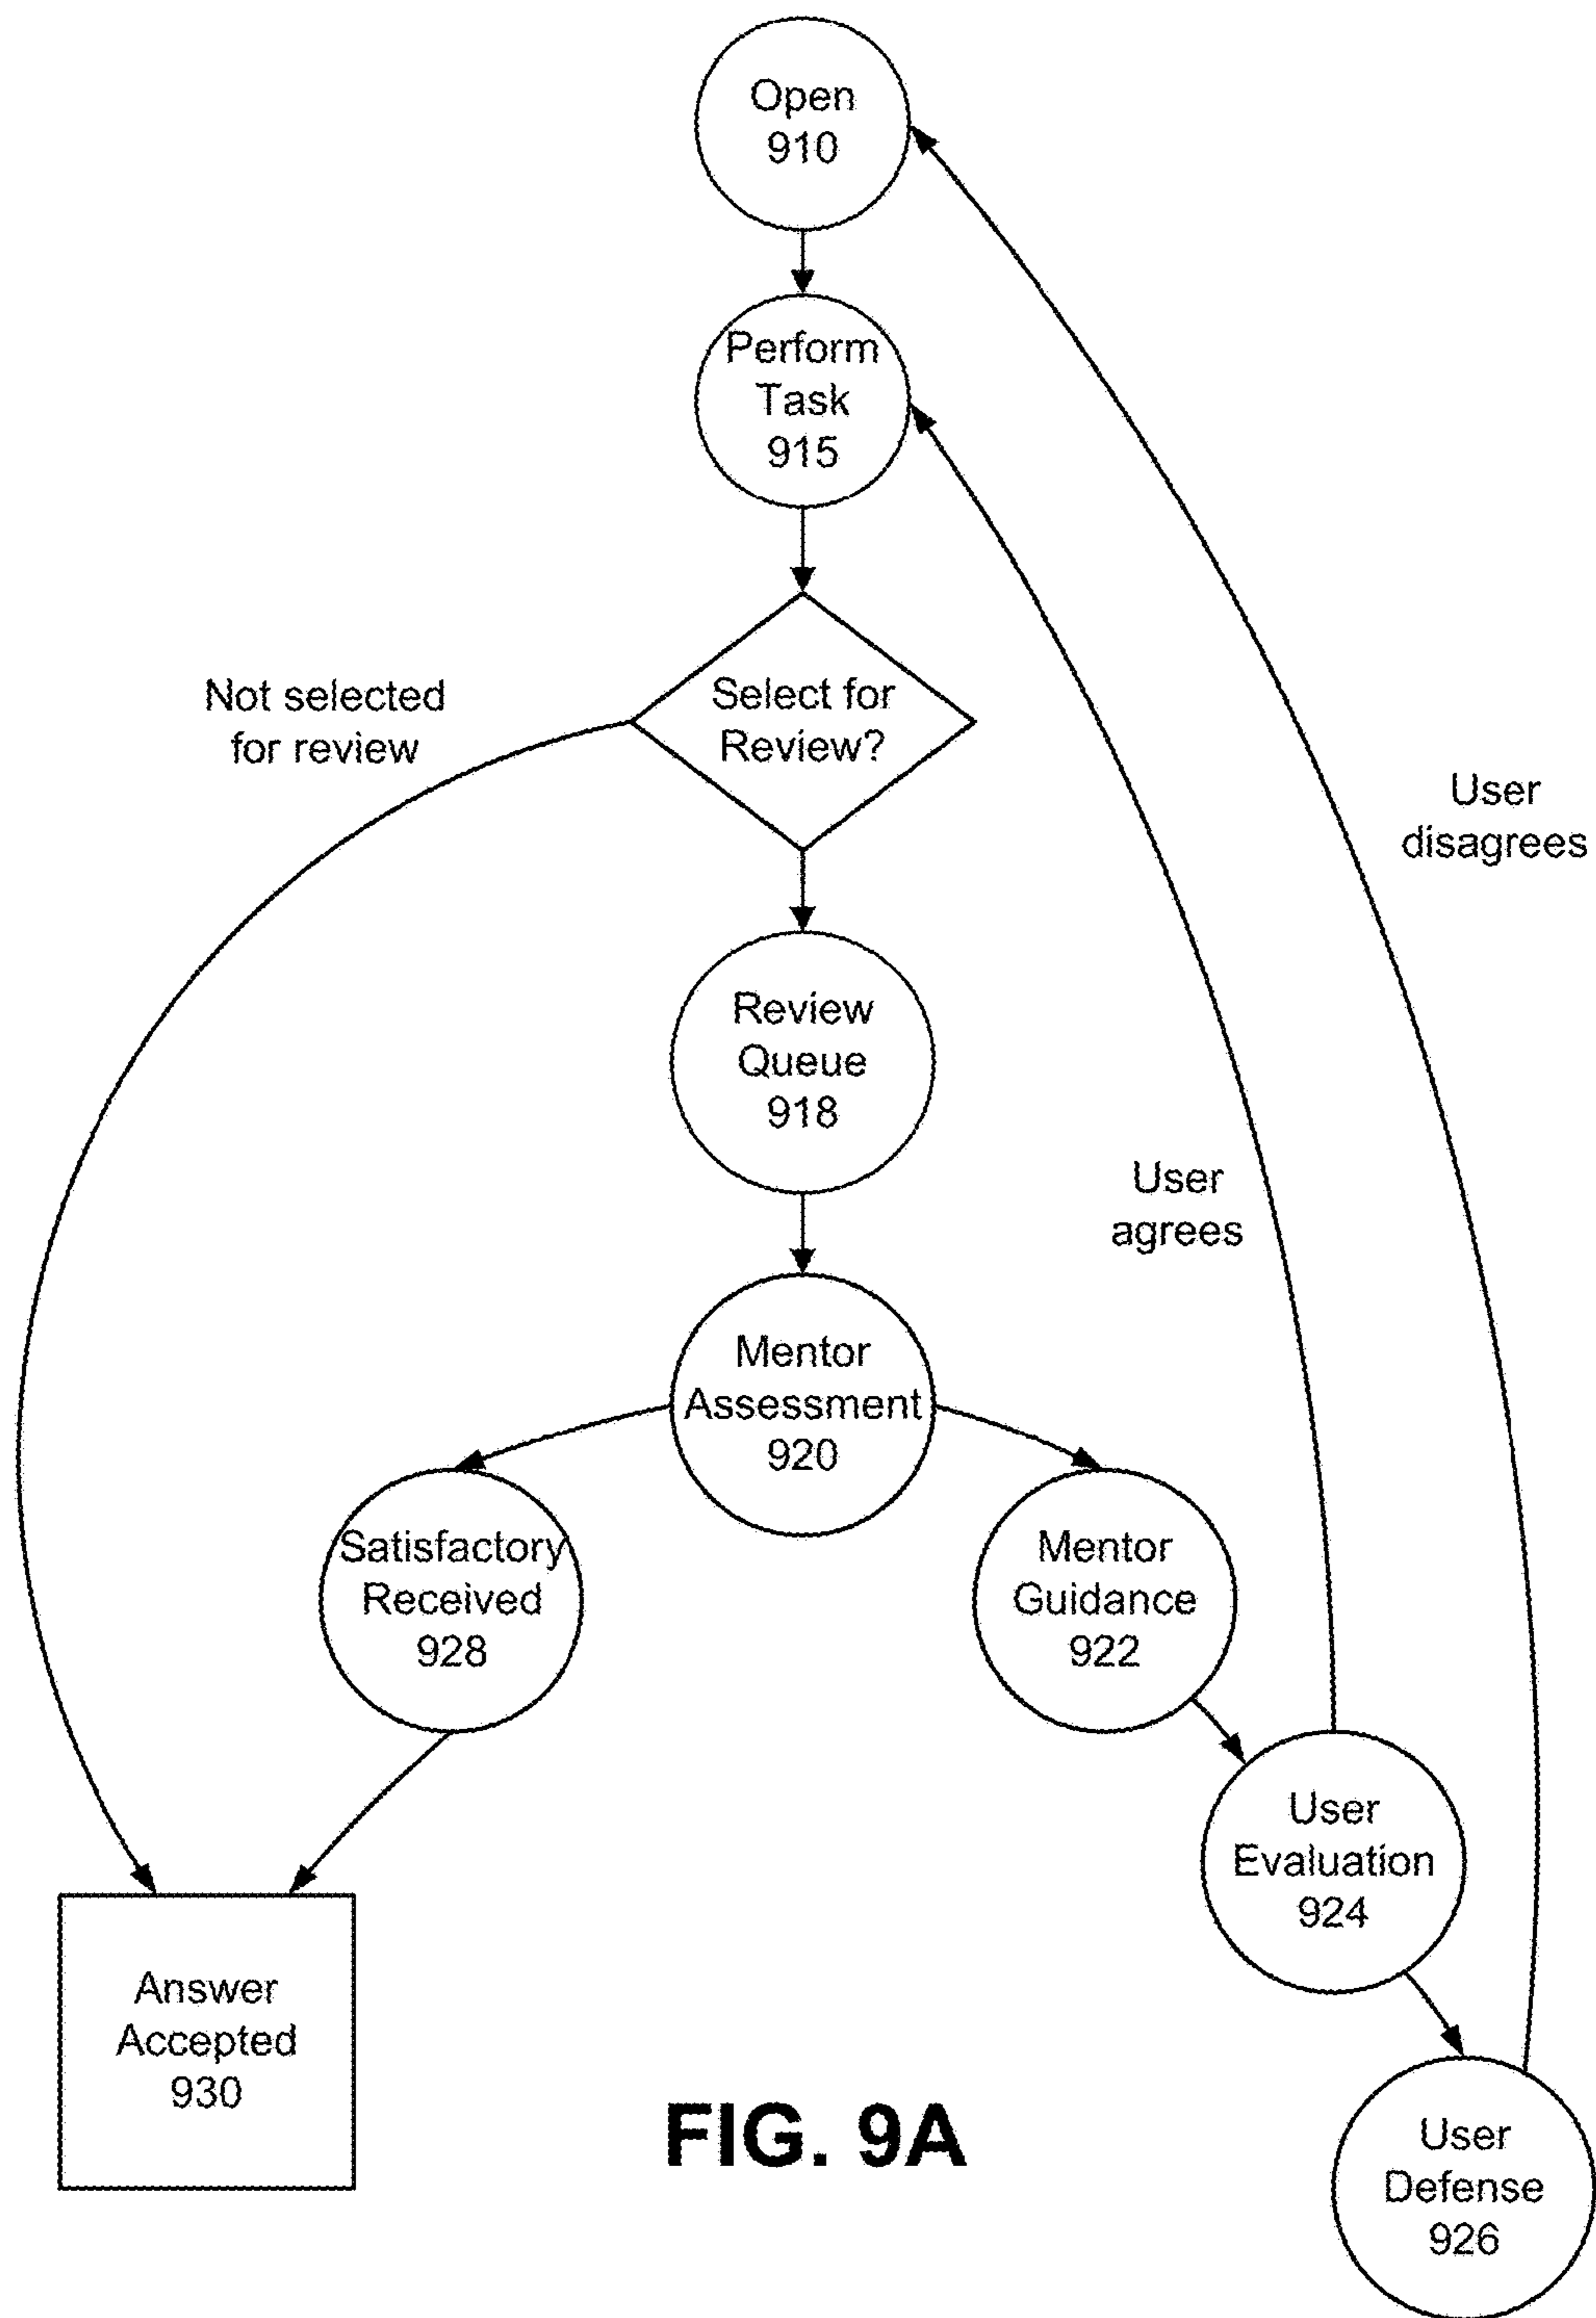 Open
910
Perform
Task
915
Not selected
for review
Select for
Review?
User
disagrees
Review
Queue
918
User
agrees
Mentor
Assessment
920
Satisfactory
Received
928
Mentor
Guidance
922
User
Evaluation
924
Answer
Accepted
930
User
Defense
926
FIG. 9A